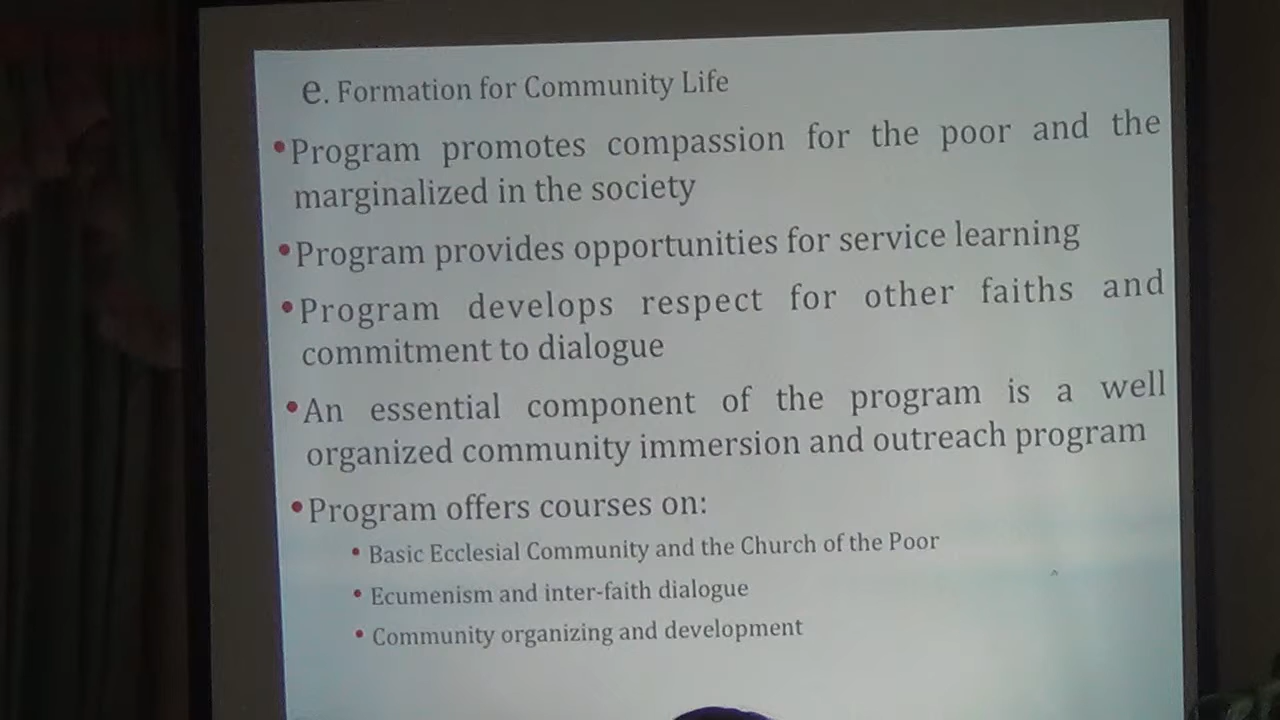 e. Formation for Community Life
•Program promotes compassion for the poor and the
marginalized in the society
•Program provides opportunities for service learning
•Program develops respect for other faiths and
commitment to dialogue
•An essential component of the program is a well
organized community immersion and outreach program
•Program offers courses on:
• Basic Ecclesial Community and the Church of the Poor
• Ecumenism and inter-faith dialogue
• Community organizing and development